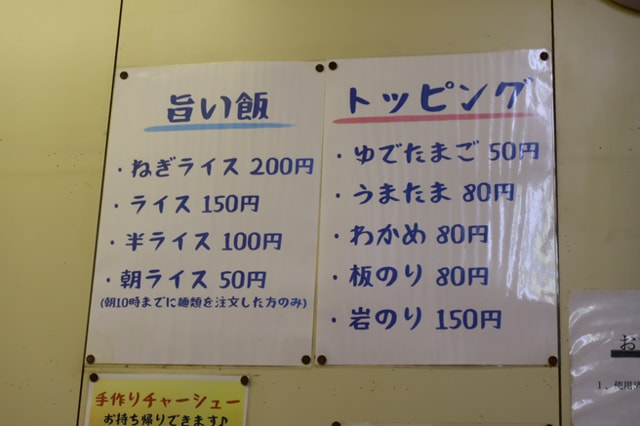 旨い飯
・ねぎライス 200円
・ライス 150円
・半ライス 100円
・朝ライス 50円
(朝10時までに麺類を注文した方のみ)
トッピング
・ゆでたまご 50円
・うまたま 80円
・わかめ 80円
・板のり 80円
・岩のり 150円
手作りチャーシュー
お持ち帰りできます♪
お
1、使用